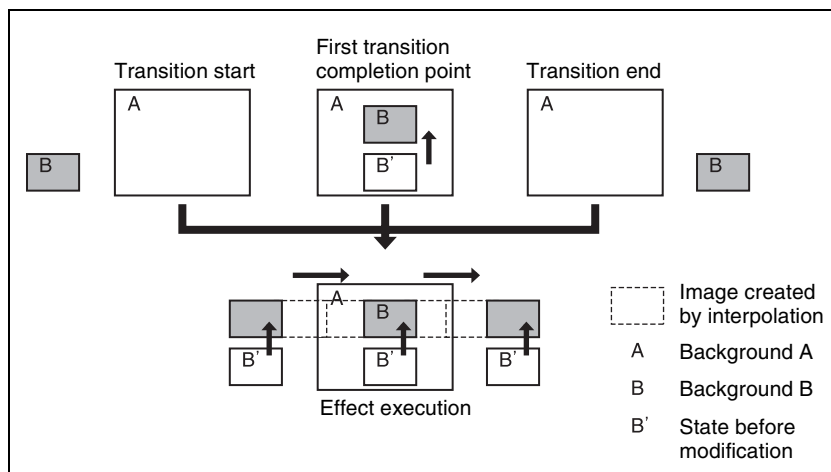 First transition
Transition start
completion point
Transition end
A
A
A
B
B
B
B'
A
B
B'
B'
B'
Effect execution
Image created
by interpolation
A Background A
B Background B
B' State before
modification